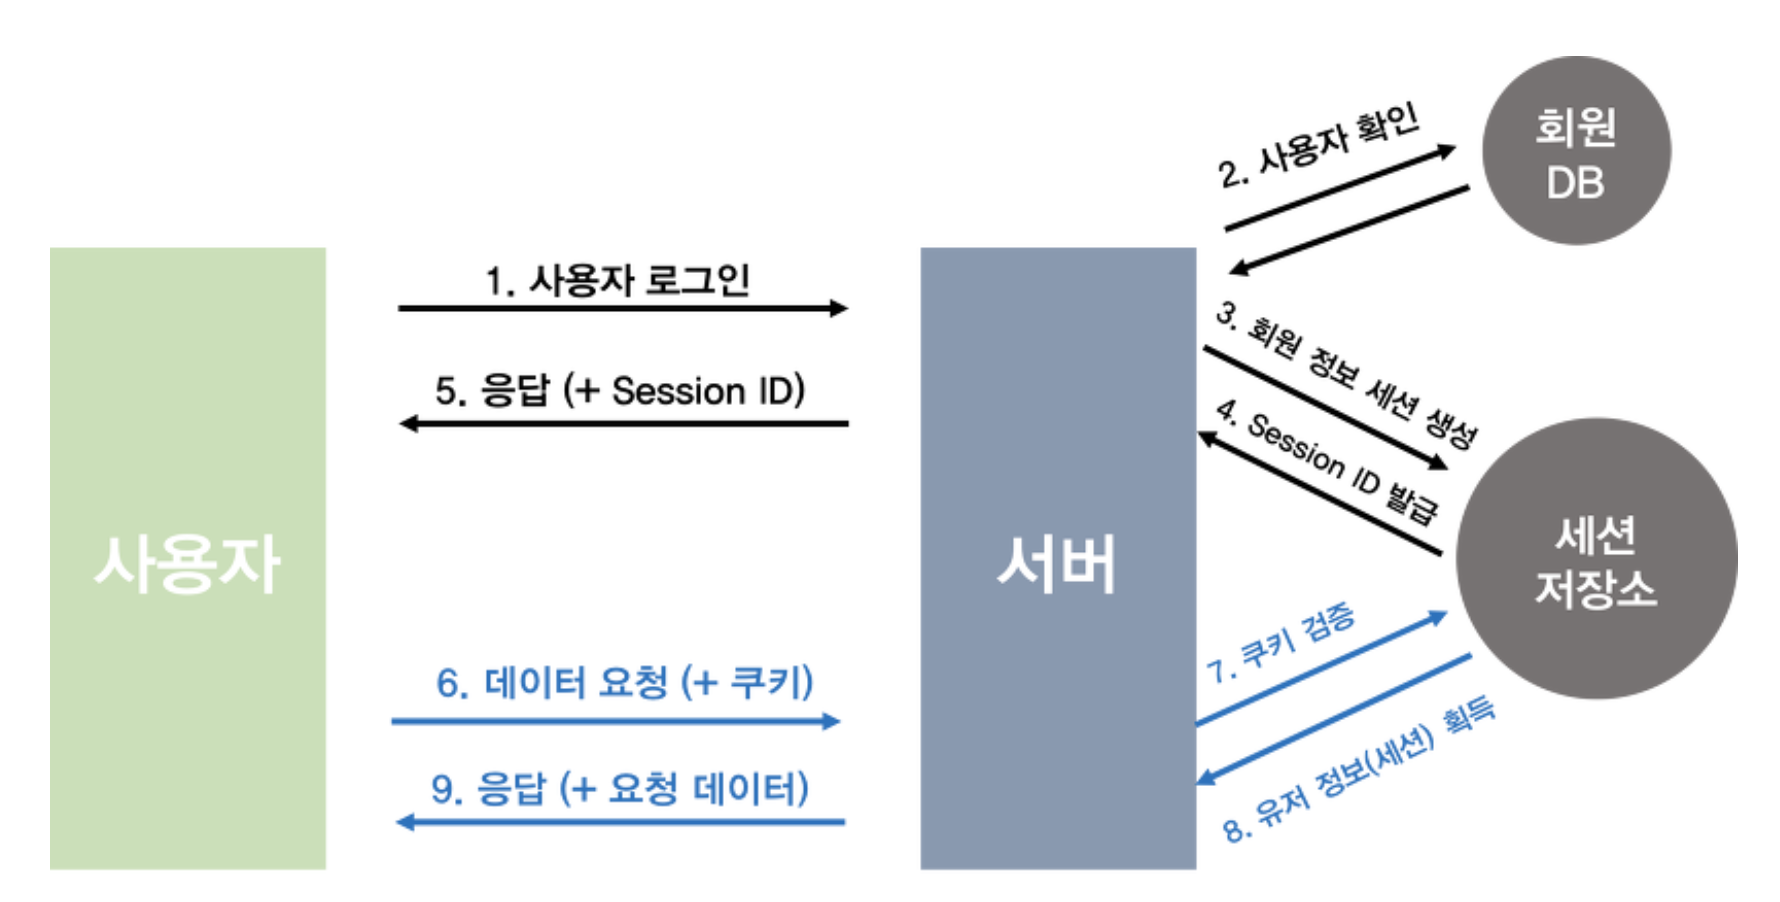 회원
DB
2. 사용자 확인
1. 사용자 로그인
3. 회원 정보 세션 생성
5. 응답 (+ Session ID)
4. Session ID 발급
사용자
서버
세션
저장소
6. 데이터 요청 (+ 쿠키)
7. 쿠키 검증
9. 응답 (+ 요청 데이터)
8. 유저 정보(세션) 획득